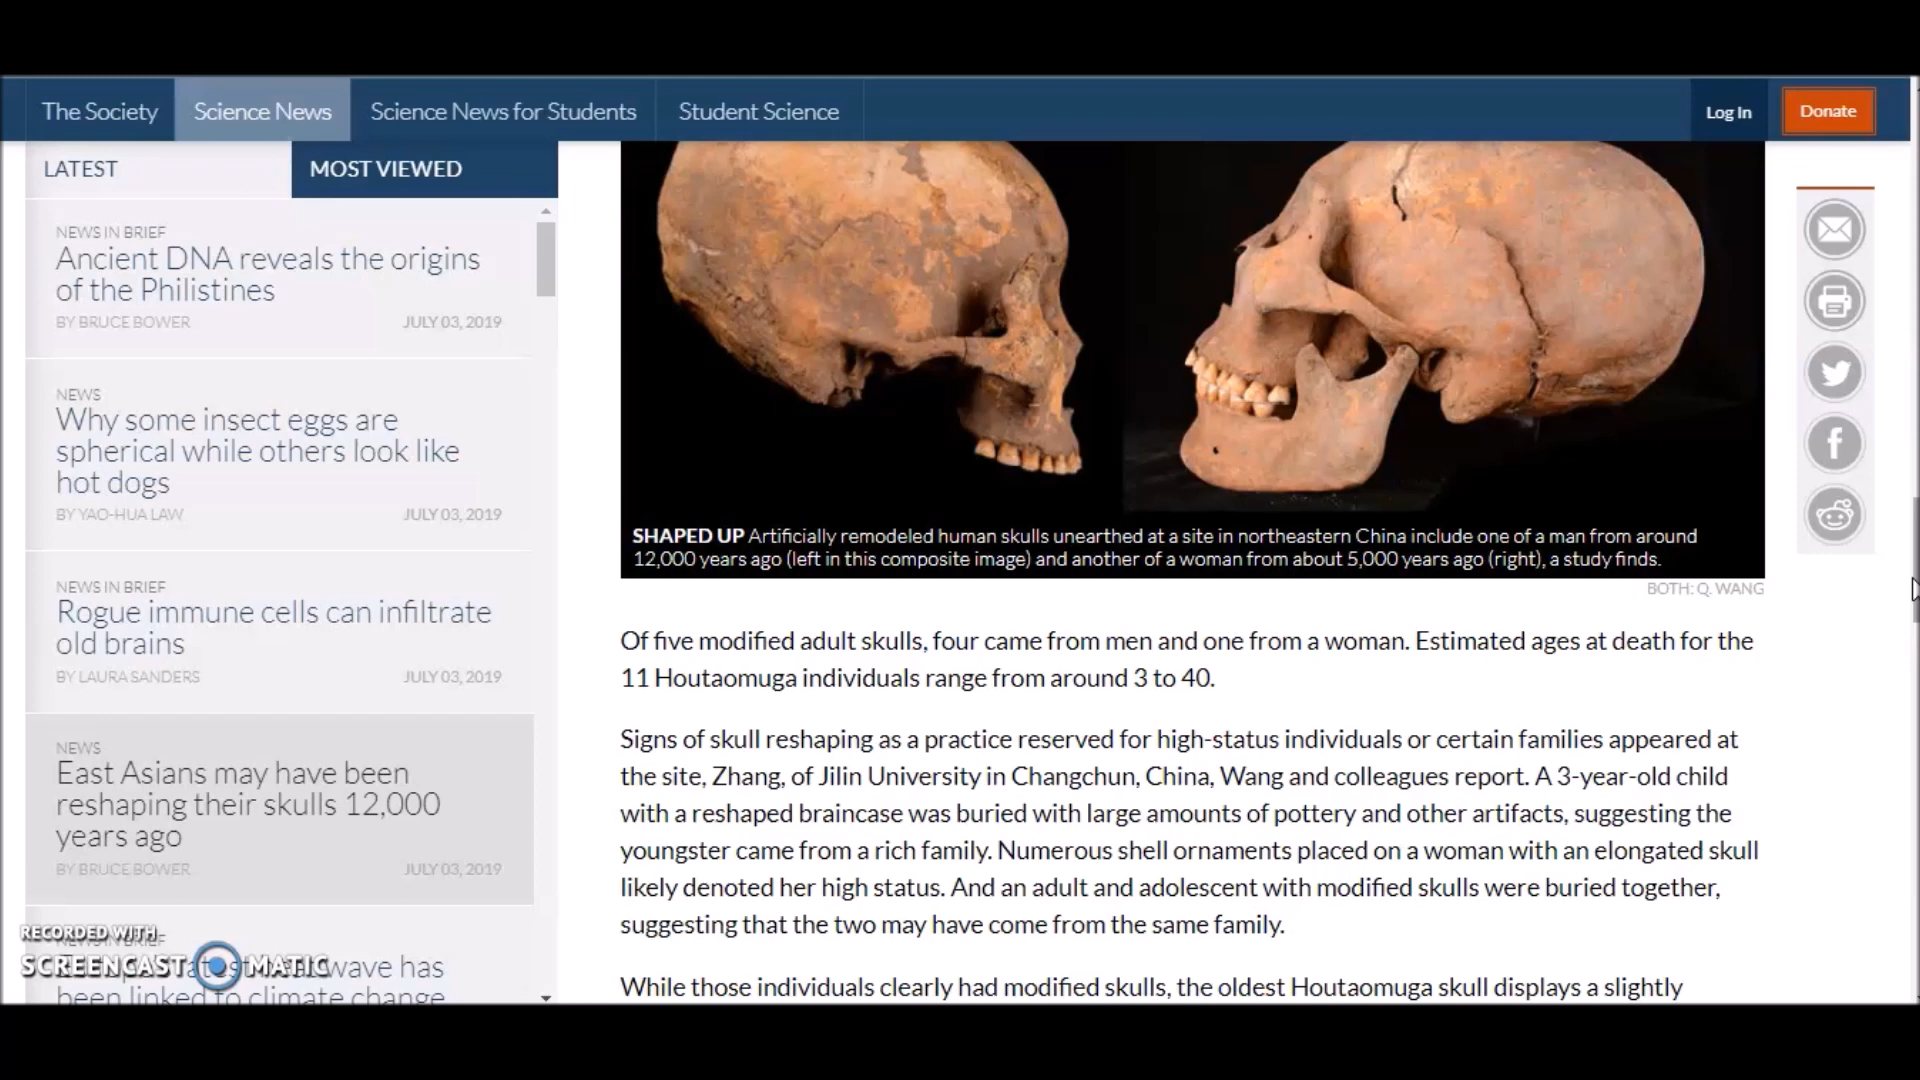 The Society
Science News
Science News for Students
Student Science
Log In
Donate
LATEST
MOST VIEWED
NEWS IN BRIEF
Ancient DNA reveals the origins
of the Philistines
BY BRUCE BOWER JULY 03, 2019
NEWS
Why some insect eggs are
spherical while others look like
hot dogs
BY YAO-HUA LAW JULY 03, 2019
NEWS IN BRIEF
Rogue immune cells can infiltrate
old brains
BY LAURA SANDERS JULY 03, 2019
NEWS
East Asians may have been
reshaping their skulls 12,000
years ago
BY BRUCE BOWER JULY 03, 2019
NEWS IN BRIEF
wave has
been linked to climate change
RECORDED WITH
SCREENCAST MATIC
SHAPED UP Artificially remodeled human skulls unearthed at a site in northeastern China include one of a man from around
12,000 years ago (left in this composite image) and another of a woman from about 5,000 years ago (right), a study finds.
BOTH: Q. WANG
Of five modified adult skulls, four came from men and one from a woman. Estimated ages at death for the
11 Houtaomuga individuals range from around 3 to 40.
Signs of skull reshaping as a practice reserved for high-status individuals or certain families appeared at
the site, Zhang, of Jilin University in Changchun, China, Wang and colleagues report. A 3-year-old child
with a reshaped braincase was buried with large amounts of pottery and other artifacts, suggesting the
youngster came from a rich family. Numerous shell ornaments placed on a woman with an elongated skull
likely denoted her high status. And an adult and adolescent with modified skulls were buried together,
suggesting that the two may have come from the same family.
While those individuals clearly had modified skulls, the oldest Houtaomuga skull displays a slightly